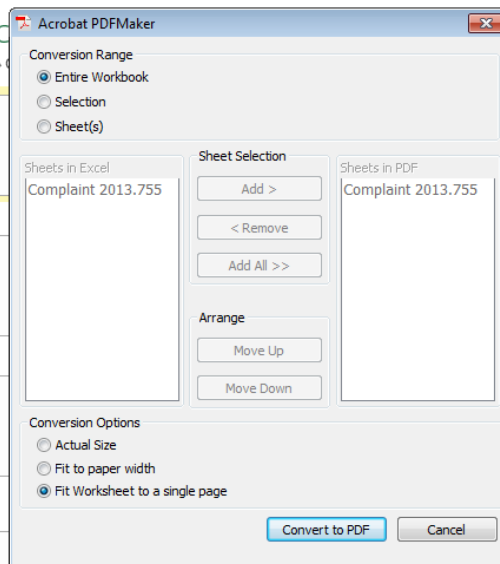 Acrobat PDFMaker
Conversion Range
Entire Workbook
Selection
Sheet(s)
Sheets in Excel
Complaint 2013.755
Sheet Selection
Add >
< Remove
Add All >>
Arrange
Move Up
Move Down
Sheets in PDF
Complaint 2013.755
Conversion Options
Actual Size
Fit to paper width
Fit Worksheet to a single page
Convert to PDF
Cancel